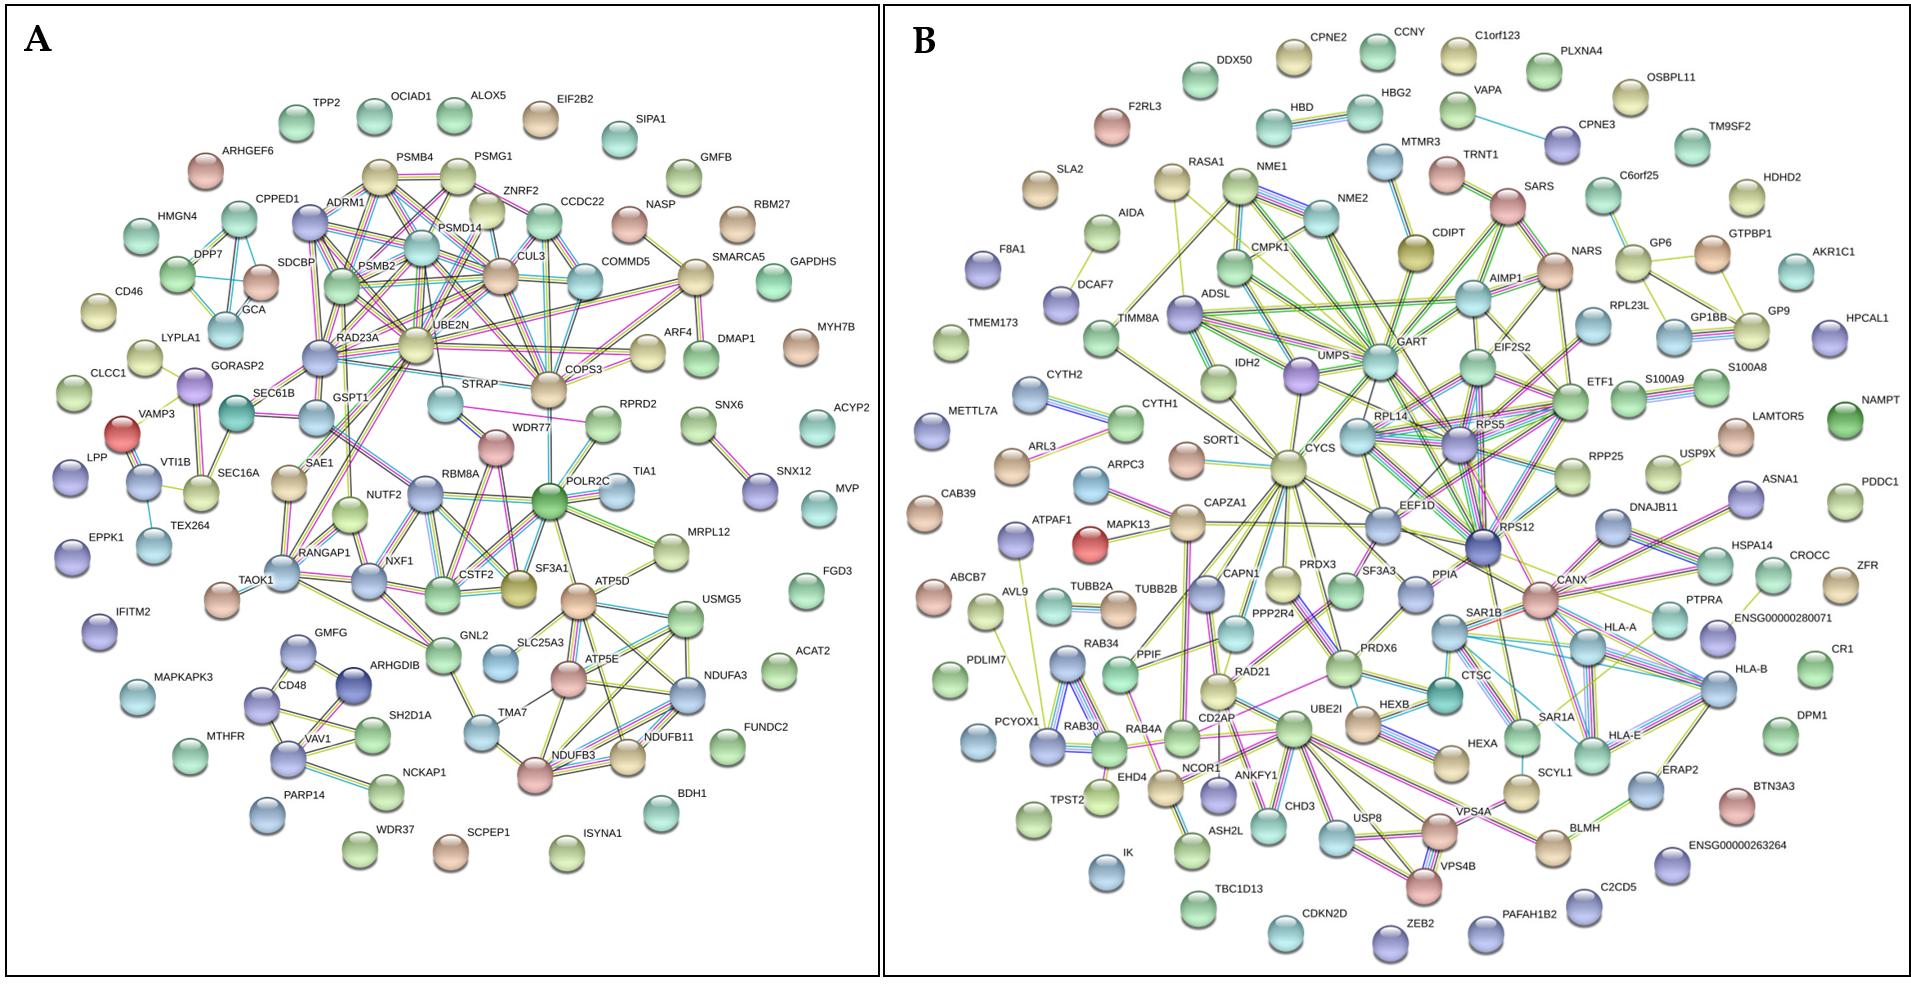 A
TPP2
OCIAD1
ALOX5
EIF2B2
SIPA1
ARHGEF6
PSMB4
PSMG1
GMFB
CPPED1
ADRM1
ZNRF2
CCDC22
NASP
RBM27
HMGN4
PSMD14
DPP7
SDCBP
PSMB2
CUL3
COMMD5
SMARCA5
GAPDHS
CD46
GCA
UBE2N
LYPLA1
RAD23A
ARF4
DMAP1
MYH7B
CLCC1
GORASP2
COPS3
SEC61B
GSPT1
STRAP
VAMP3
RPRD2
SNX6
ACYP2
WDR77
LPP
VTI1B
SEC16A
SAE1
RBM8A
POLR2C
TIA1
SNX12
MVP
NUTF2
EPPK1
TEX264
MRPL12
RANGAP1
NXF1
TAOK1
CSTF2
SF3A1
ATP5D
FGD3
IFITM2
USMG5
GMFG
GNL2
SLC25A3
ACAT2
ARHGDIB
ATP5E
MAPKAPK3
CD48
NDUFA3
SH2D1A
TMA7
MTHFR
VAV1
FUNDC2
NDUFB11
NDUFB3
NCKAP1
PARP14
BDH1
WDR37
SCPEP1
ISYNA1
B
CPNE2
CCNY
C1orf123
PLXNA4
DDX50
OSBPL11
F2RL3
HBD
HBG2
VAPA
CPNE3
TM9SF2
SLA2
RASA1
NME1
MTMR3
TRNT1
SARS
C6orf25
HDHD2
AIDA
NME2
CDIPT
NARS
GP6
GTPBP1
F8A1
DCAF7
CMPK1
AIMP1
AKR1C1
ADSL
TIMM8A
RPL23L
TMEM173
GP1BB
GP9
HPCAL1
IDH2
UMPS
GART
EIF2S2
CYTH2
CYTH1
ETF1
S100A9
S100A8
METTL7A
RPL14
RPS5
LAMTOR5
NAMPT
ARL3
SORT1
CYCS
ARPC3
RPP25
USP9X
CAB39
CAPZA1
EEF1D
ASNA1
PDDC1
ATPAF1
MAPK13
RPS12
DNAJB11
HSPA14
CROCC
ZFR
ABCB7
AVL9
TUBB2A
TUBB2B
CAPN1
PRDX3
SF3A3
PPIA
CANX
PTPRA
ENSG00000280071
PPP2R4
SAR1B
HLA-A
RAB34
PPIF
PRDX6
CR1
PDLIM7
RAD21
CTSC
HLA-B
PCYOX1
RAB30
RAB4A
CD2AP
UBE2I
HEXB
SAR1A
HLA-E
DPM1
HEXA
EHD4
NCOR1
ANKFY1
SCYL1
ERAP2
BTN3A3
TPST2
CHD3
USP8
VPS4A
ASH2L
BLMH
IK
VPS4B
ENSG00000263264
TBC1D13
C2CD5
CDKN2D
ZEB2
PAFAH1B2